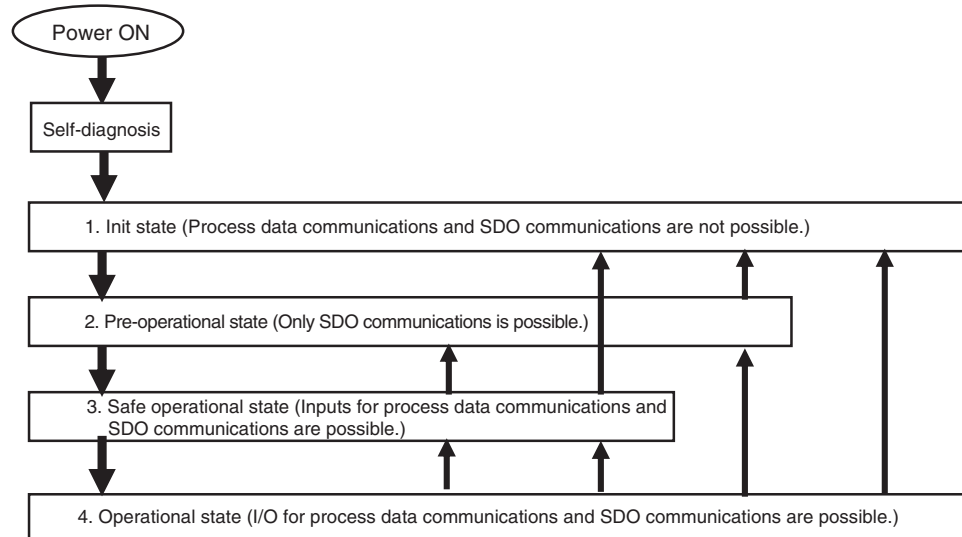 Power ON
Self-diagnosis
1. Init state (Process data communications and SDO communications are not possible.)
2. Pre-operational state (Only SDO communications is possible.)
3. Safe operational state (Inputs for process data communications and
SDO communications are possible.)
4. Operational state (I/O for process data communications and SDO communications are possible.)